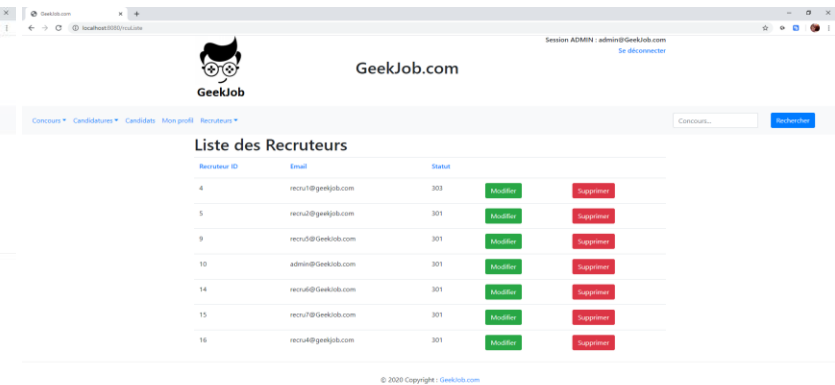 GeekJob.com
localhost:8080/rcuListe
Session ADMIN : admin@GeekJob.com
Se déconnecter
GeekJob
GeekJob.com
Concours Candidatures Candidats Mon profil Recruteurs
Concours... Rechercher
Liste des Recruteurs
Recruteur ID Email Statut
4 recru1@geekjob.com 303 Modifier Supprimer
5 recru2@geekjob.com 301 Modifier Supprimer
9 recru5@GeekJob.com 301 Modifier Supprimer
10 admin@GeekJob.com 301 Modifier Supprimer
14 recru6@GeekJob.com 301 Modifier Supprimer
15 recru7@GeekJob.com 301 Modifier Supprimer
16 recru4@geekjob.com 301 Modifier Supprimer
© 2020 Copyright : GeekJob.com